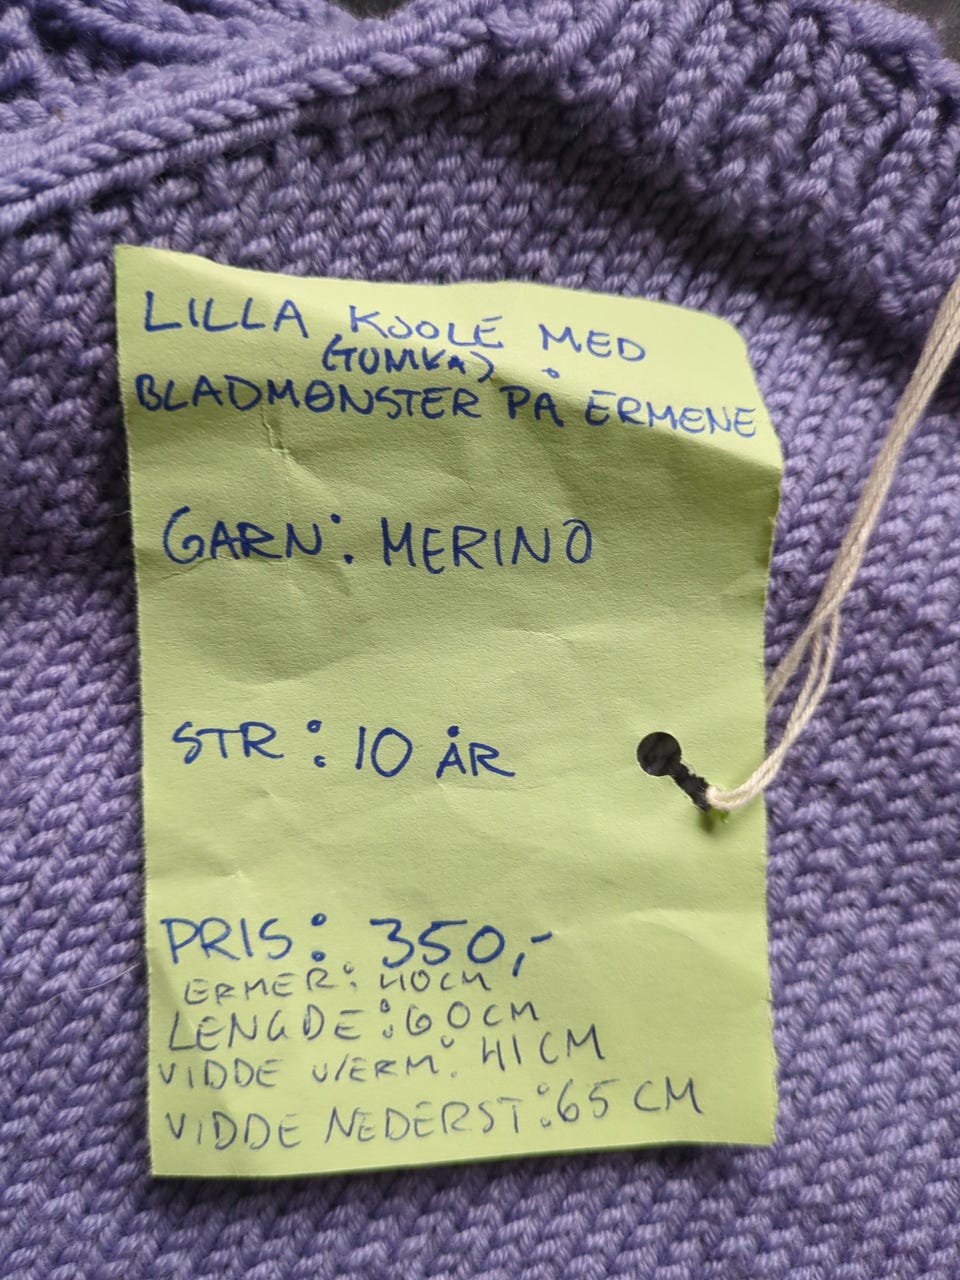 LILLA KJOLE MED
(TUNIKA)
BLADMØNSTER PÅ ERMENE
GARN: MERINO
STR: 10 ÅR
PRIS: 350,-
ERMER: 40CM
LENGDE: 60CM
VIDDE U/ERM: 41CM
VIDDE NEDERST: 65 CM